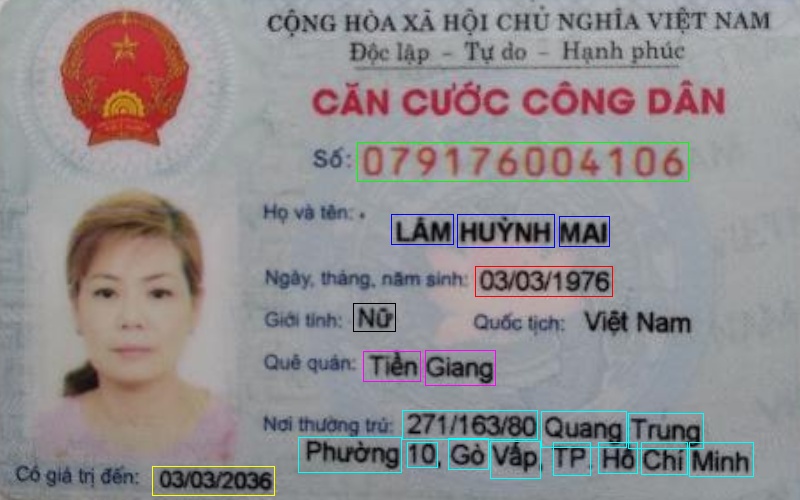 CỘNG HÒA XÃ HỘI CHỦ NGHĨA VIỆT NAM
Độc lập - Tự do - Hạnh phúc
CĂN CƯỚC CÔNG DÂN
Số: 079176004106
Họ và tên:
LÂM HUỲNH MAI
Ngày, tháng, năm sinh: 03/03/1976
Giới tính: Nữ Quốc tịch: Việt Nam
Quê quán: Tiền Giang
Nơi thường trú: 271/163/80 Quang Trung
Phường 10, Gò Vấp, TP. Hồ Chí Minh
Có giá trị đến: 03/03/2036